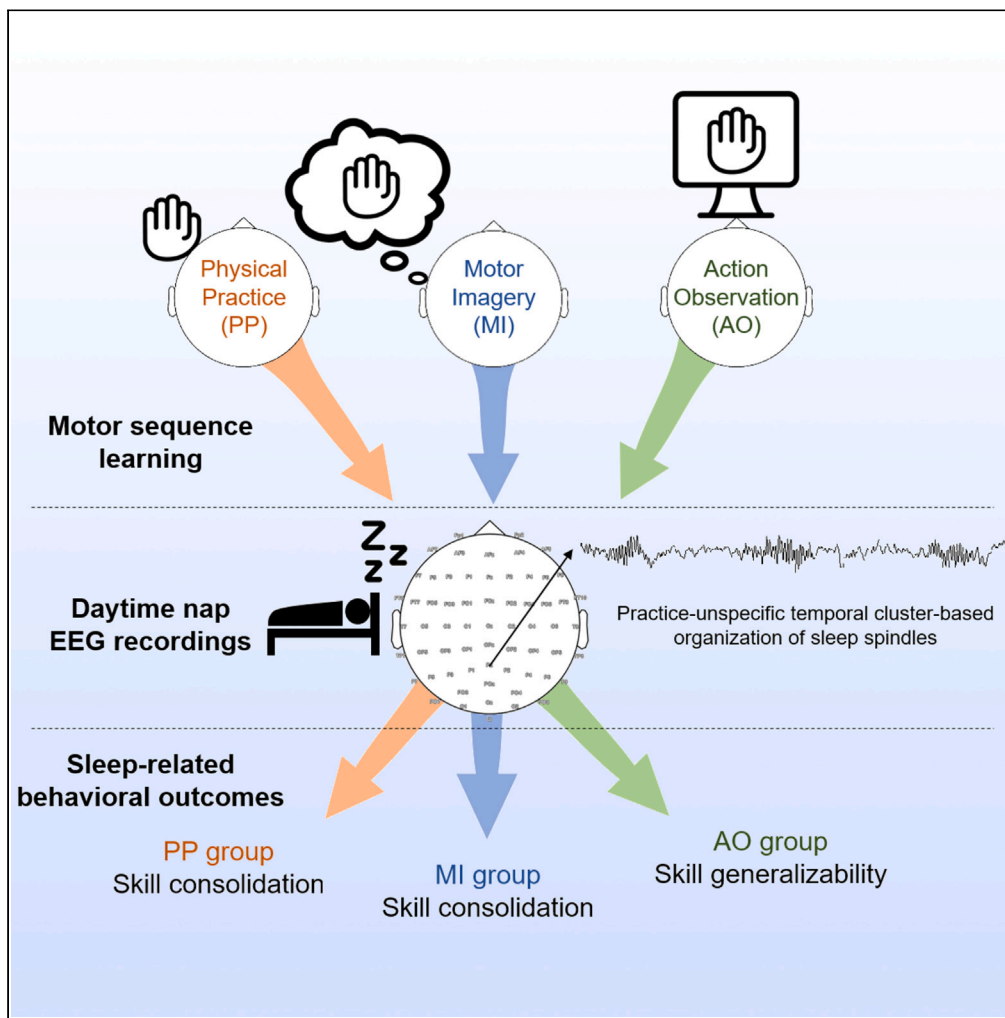 Physical
Practice
(PP)
Motor
Imagery
(MI)
Action
Observation
(AO)
Motor sequence
learning
Z
Z
Z
Daytime nap
EEG recordings
Practice-unspecific temporal cluster-based
organization of sleep spindles
Sleep-related
behavioral outcomes
PP group
Skill consolidation
MI group
Skill consolidation
AO group
Skill generalizability